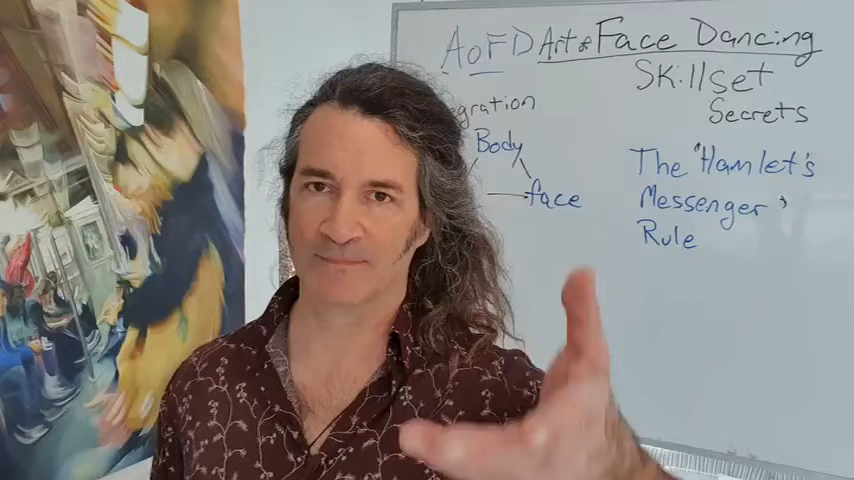 AofD Art of Face Dancing
Skillset
Secrets
egration
Body
face
The "Hamlet's
Messenger"
Rule